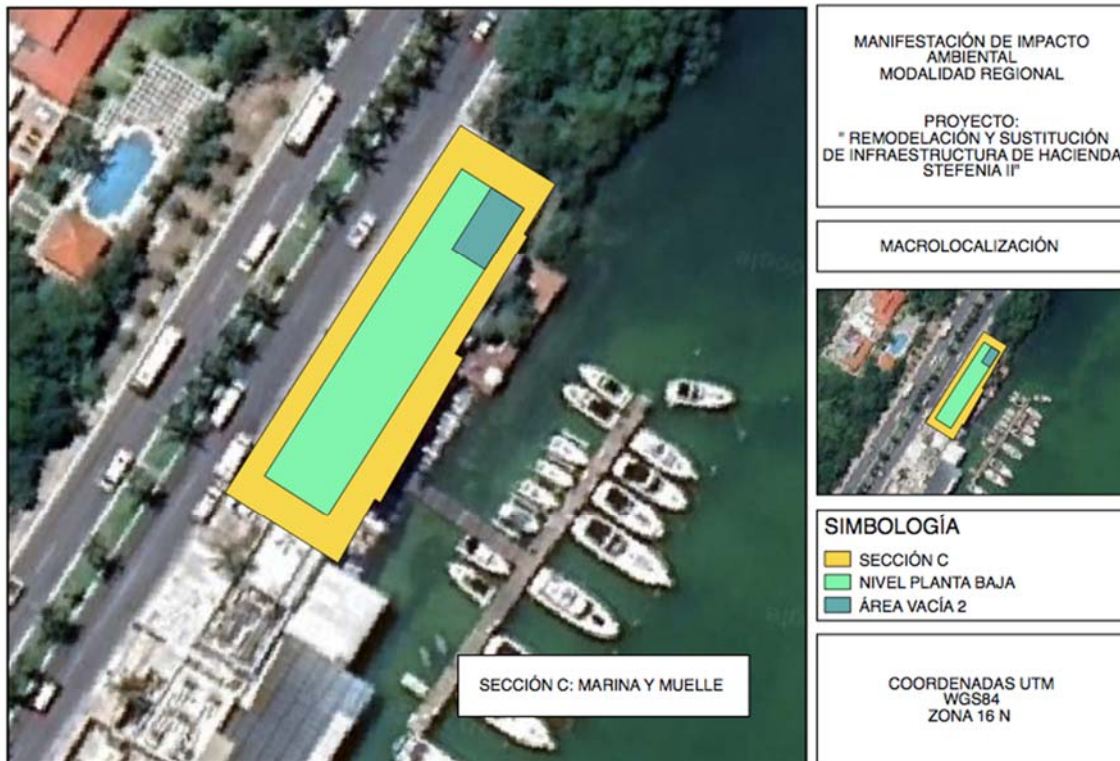 MANIFESTACIÓN DE IMPACTO
AMBIENTAL
MODALIDAD REGIONAL
PROYECTO:
" REMODELACIÓN Y SUSTITUCIÓN
DE INFRAESTRUCTURA DE HACIENDA
STEFENIA II"
MACROLOCALIZACIÓN
SIMBOLOGÍA
SECCIÓN C
NIVEL PLANTA BAJA
ÁREA VACÍA 2
COORDENADAS UTM
WGS84
ZONA 16 N
SECCIÓN C: MARINA Y MUELLE